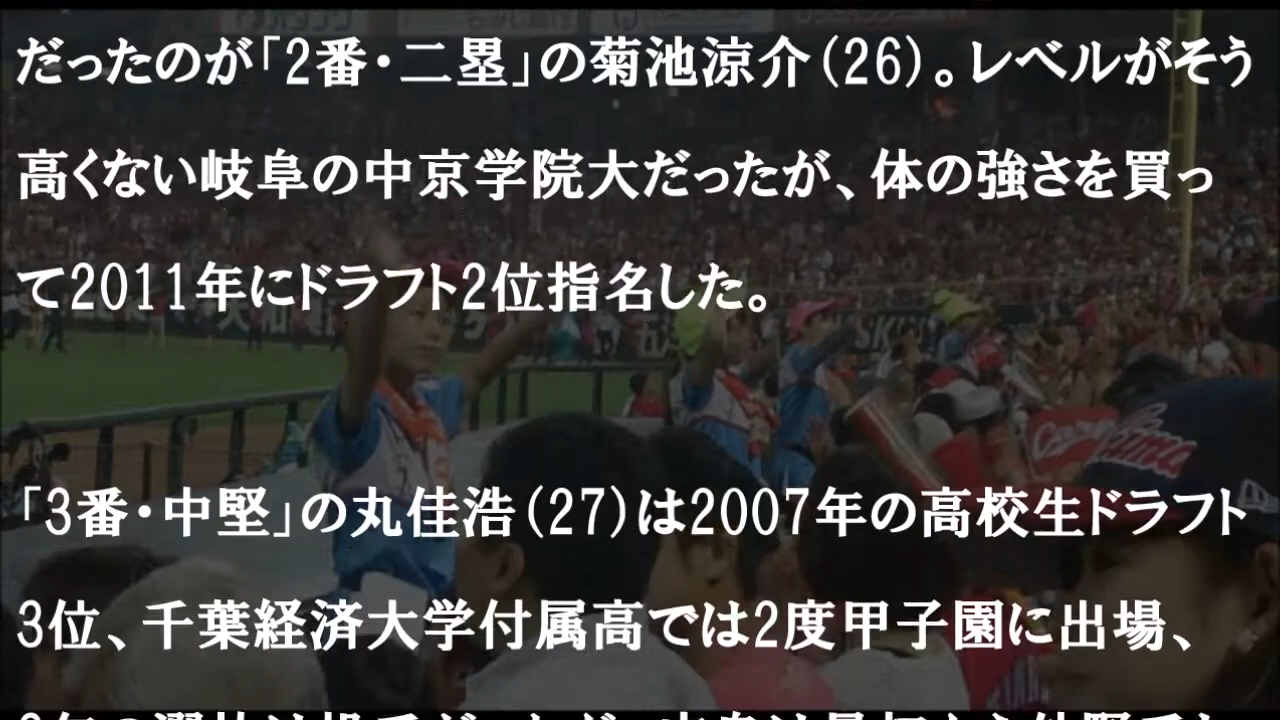 だったのが「2番・二塁」の菊池涼介(26)。レベルがそう
高くない岐阜の中京学院大だったが、体の強さを買っ
て2011年にドラフト2位指名した。
「3番・中堅」の丸佳浩(27)は2007年の高校生ドラフト
3位、千葉経済大学付属高では2度甲子園に出場、